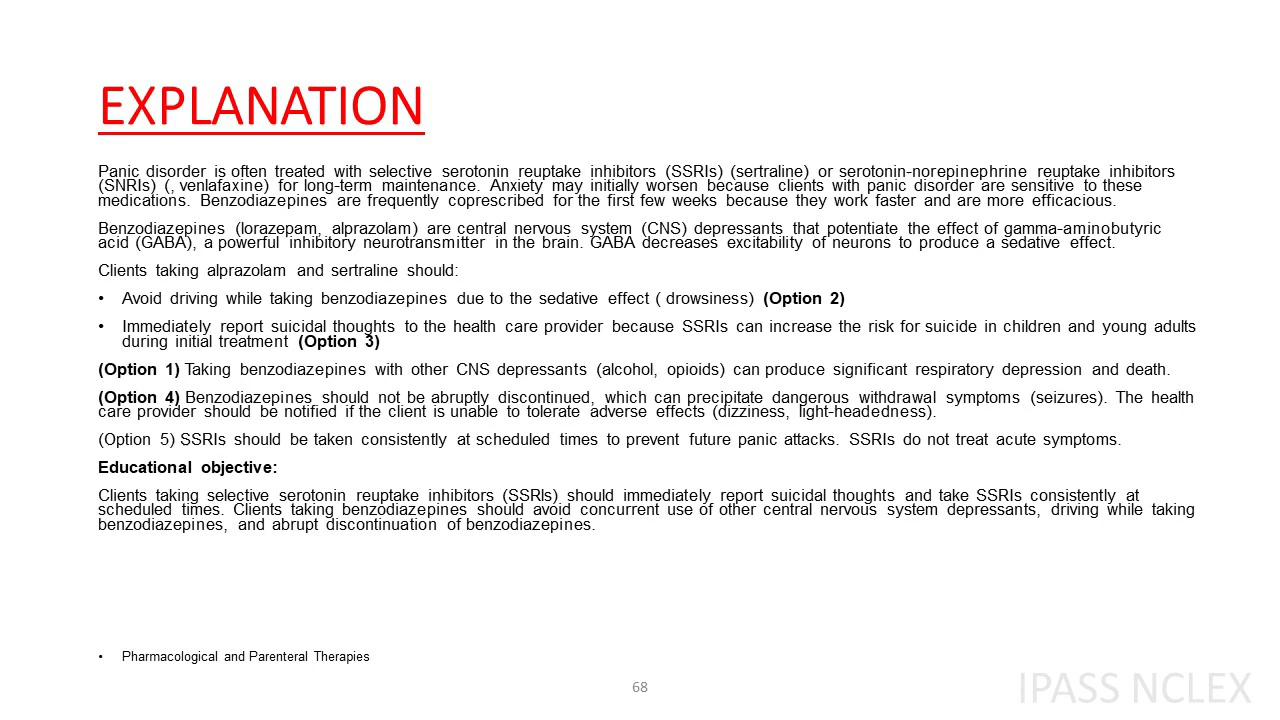 EXPLANATION
Panic disorder is often treated with selective serotonin reuptake inhibitors (SSRIs) (sertraline) or serotonin-norepinephrine reuptake inhibitors
(SNRIs) (, venlafaxine) for long-term maintenance. Anxiety may initially worsen because clients with panic disorder are sensitive to these
medications. Benzodiazepines are frequently coprescribed for the first few weeks because they work faster and are more efficacious.
Benzodiazepines (lorazepam, alprazolam) are central nervous system (CNS) depressants that potentiate the effect of gamma-aminobutyric
acid (GABA), a powerful inhibitory neurotransmitter in the brain. GABA decreases excitability of neurons to produce a sedative effect.
Clients taking alprazolam and sertraline should:
• Avoid driving while taking benzodiazepines due to the sedative effect ( drowsiness) (Option 2)
• Immediately report suicidal thoughts to the health care provider because SSRIs can increase the risk for suicide in children and young adults
during initial treatment (Option 3)
(Option 1) Taking benzodiazepines with other CNS depressants (alcohol, opioids) can produce significant respiratory depression and death.
(Option 4) Benzodiazepines should not be abruptly discontinued, which can precipitate dangerous withdrawal symptoms (seizures). The health
care provider should be notified if the client is unable to tolerate adverse effects (dizziness, light-headedness).
(Option 5) SSRIs should be taken consistently at scheduled times to prevent future panic attacks. SSRIs do not treat acute symptoms.
Educational objective:
Clients taking selective serotonin reuptake inhibitors (SSRIs) should immediately report suicidal thoughts and take SSRIs consistently at
scheduled times. Clients taking benzodiazepines should avoid concurrent use of other central nervous system depressants, driving while taking
benzodiazepines, and abrupt discontinuation of benzodiazepines.
• Pharmacological and Parenteral Therapies
68
IPASS NCLEX